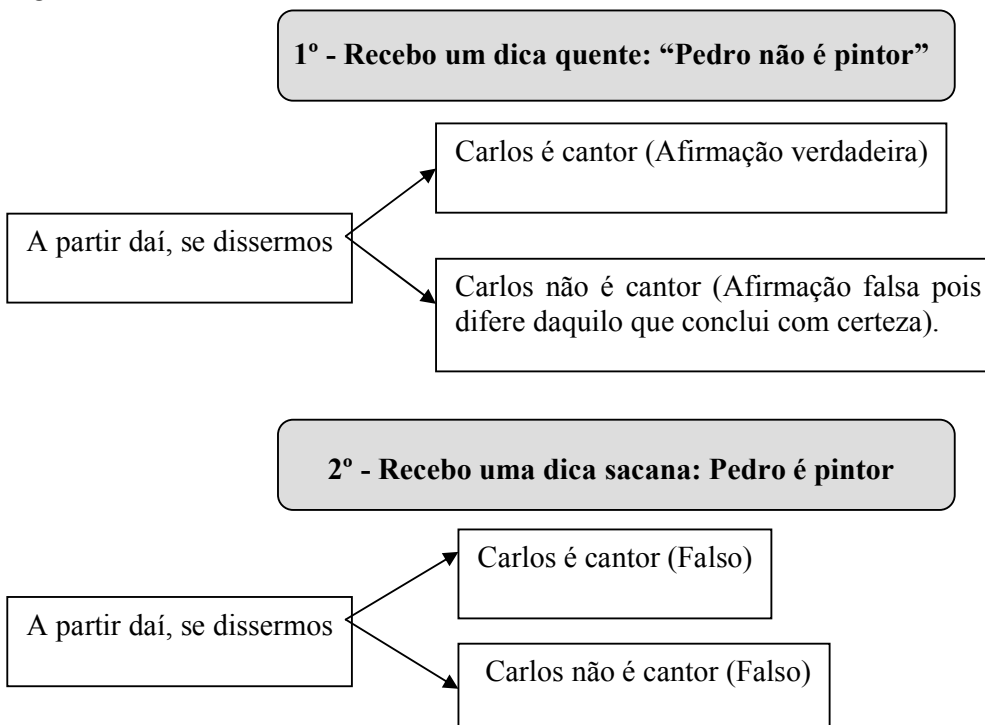 1º - Recebo um dica quente: “Pedro não é pintor”
Carlos é cantor (Afirmação verdadeira)
A partir daí, se dissermos
Carlos não é cantor (Afirmação falsa pois
difere daquilo que conclui com certeza).
2º - Recebo uma dica sacana: Pedro é pintor
Carlos é cantor (Falso)
A partir daí, se dissermos
Carlos não é cantor (Falso)